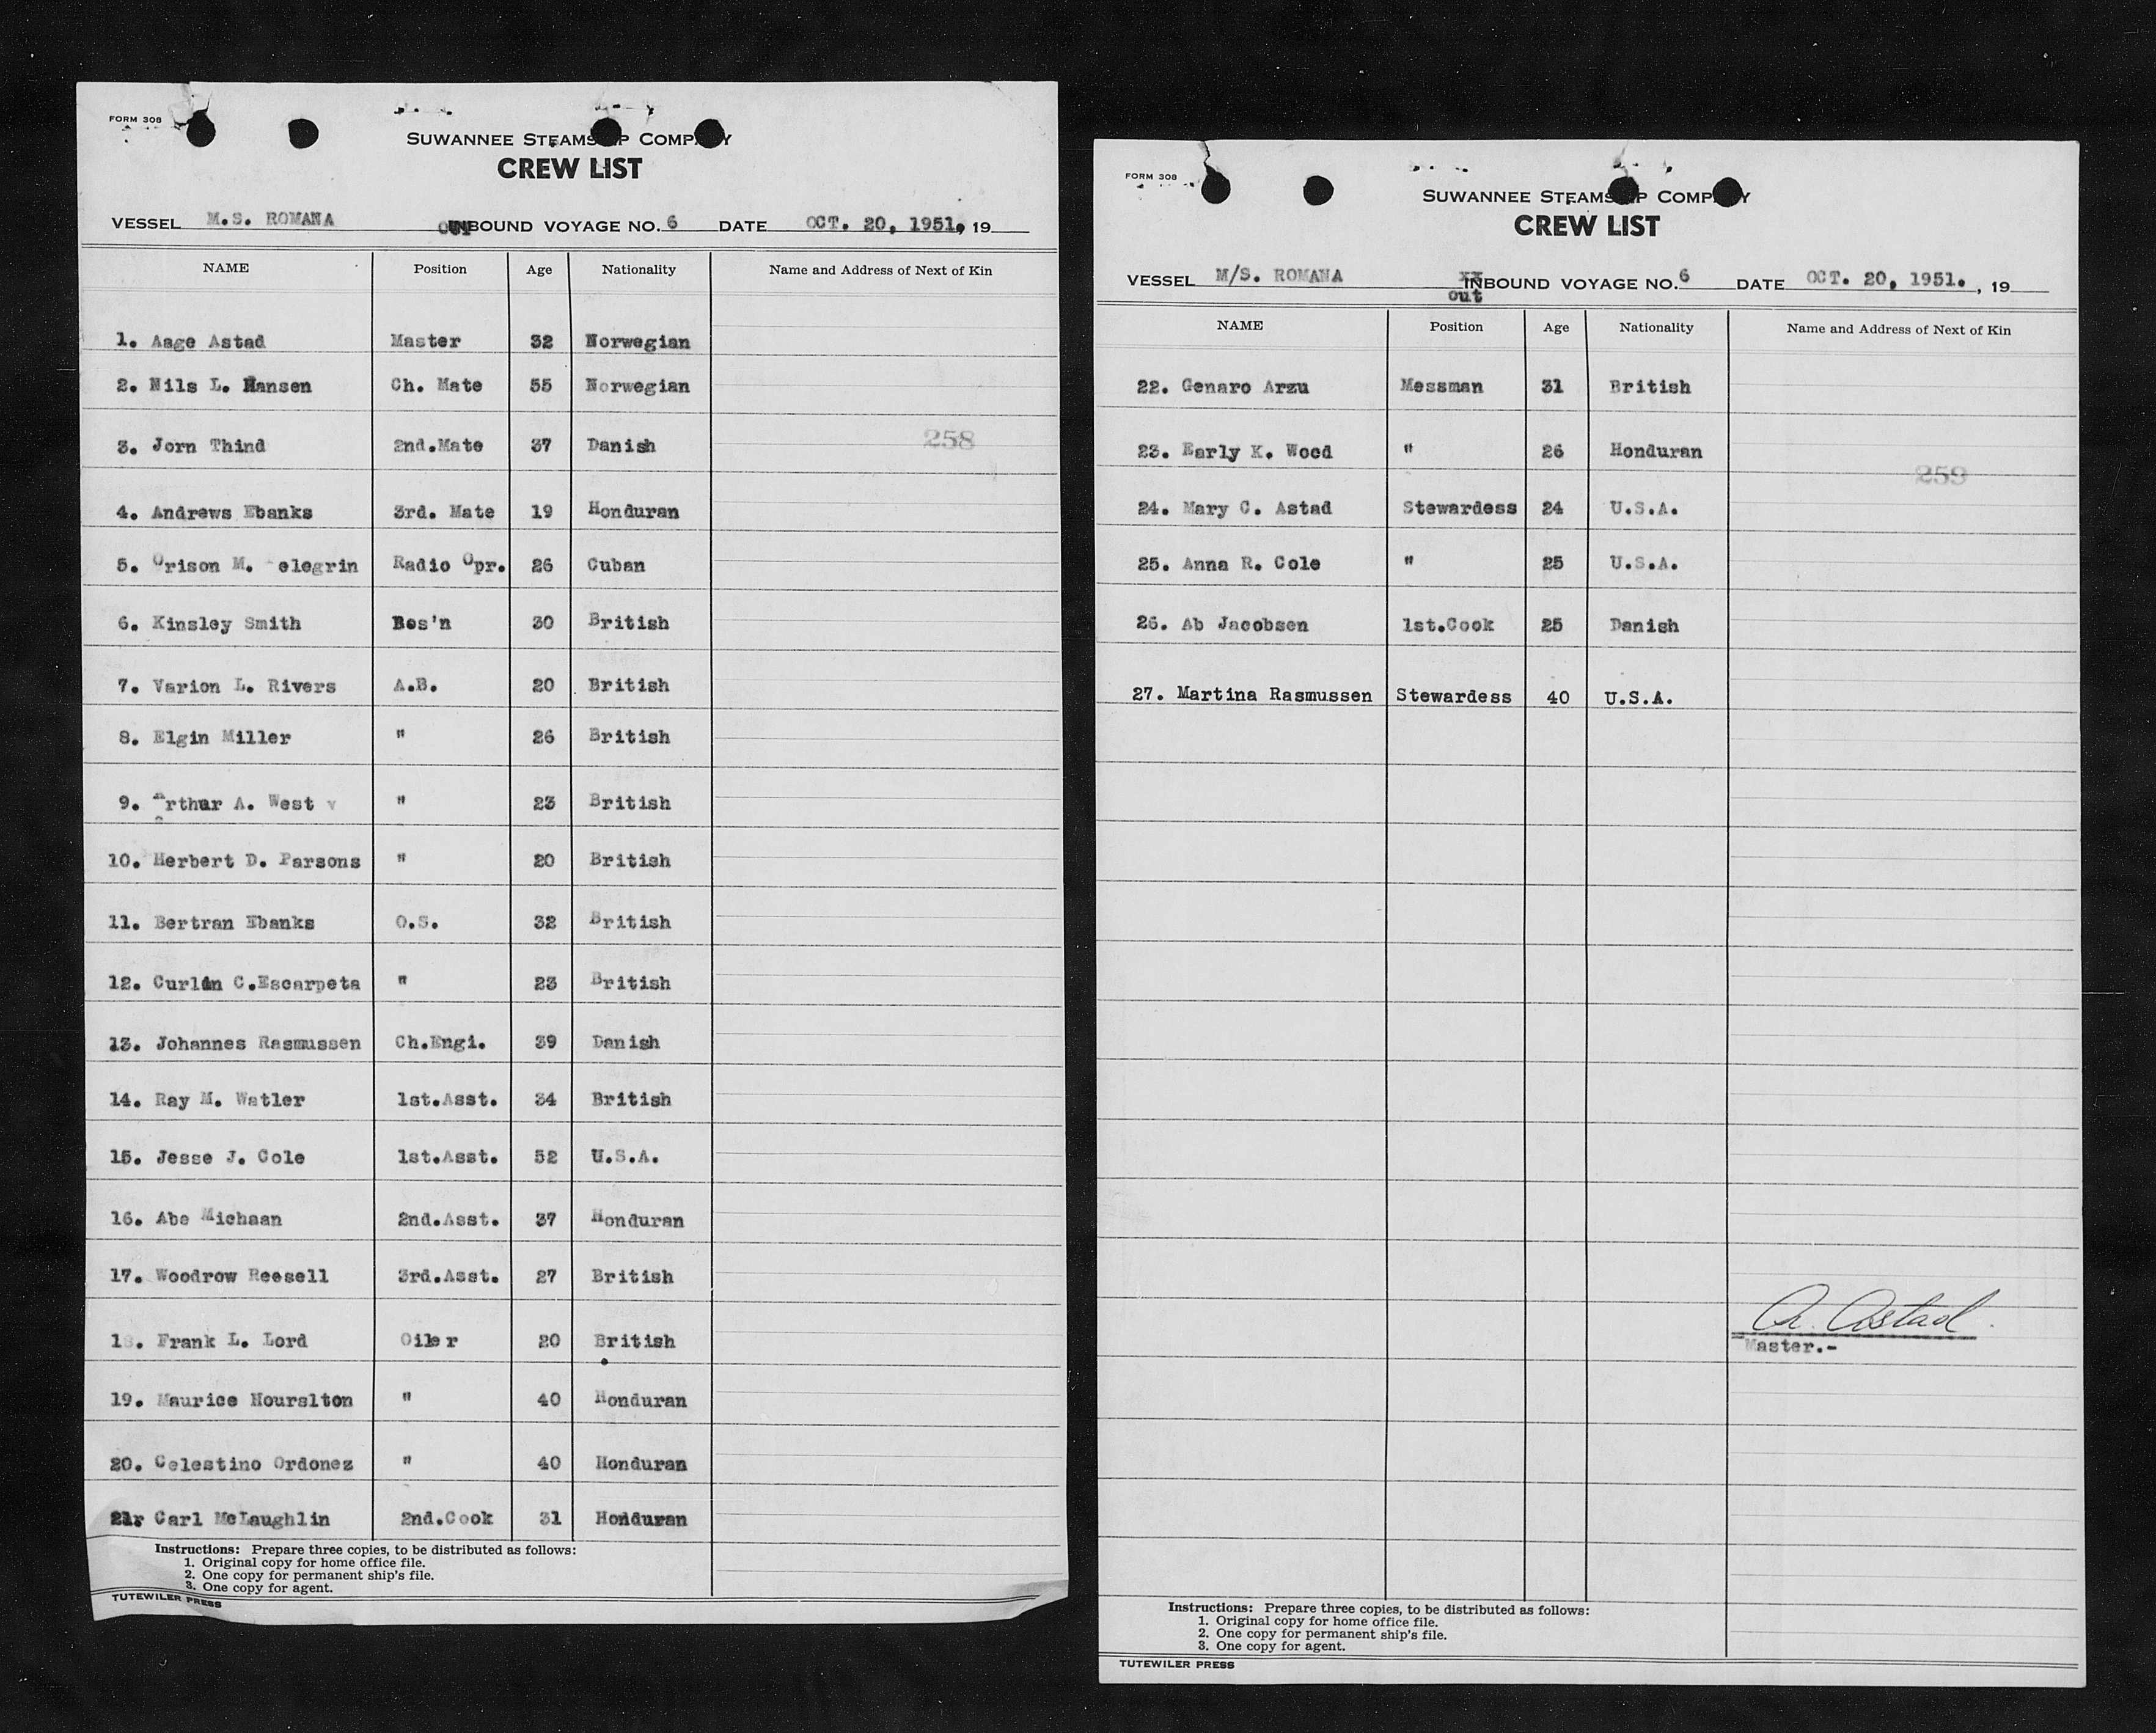 FORM 308
SUWANNEE STEAMSHIP COMPANY
CREW LIST
VESSEL M.S. ROMANA OUTBOUND VOYAGE NO. 6 DATE OCT. 20, 1951. 19
NAME Position Age Nationality Name and Address of Next of Kin
1. Aage Astad Master 32 Norwegian
2. Nils L. Hansen Ch. Mate 55 Norwegian
258
3. Jorn Thind 2nd.Mate 37 Danish
4. Andrews Ebanks 3rd. Mate 19 Honduran
5. Orison M. elegrin Radio Opr. 26 Cuban
6. Kinsley Smith Bos'n 30 British
7. Varion L. Rivers A.B. 20 British
8. Elgin Miller " 26 British
9. Arthur A. West " 23 British
10. Herbert D. Parsons " 20 British
11. Bertran Ebanks O.S. 32 British
12. Curlin C.Escarpeta " 23 British
13. Johannes Rasmussen Ch.Engi. 39 Danish
14. Ray M. Watler 1st.Asst. 34 British
15. Jesse J. Cole 1st.Asst. 52 U.S.A.
16. Abe Michaan 2nd.Asst. 37 Honduran
17. Woodrow Reesell 3rd.Asst. 27 British
18. Frank L. Lord Oiler 20 British
19. Maurice Hourslton " 40 Honduran
20. Celestino Ordonez " 40 Honduran
21. Carl McLaughlin 2nd.Cook 31 Honduran
Instructions: Prepare three copies, to be distributed as follows:
1. Original copy for home office file.
2. One copy for permanent ship's file.
3. One copy for agent.
TUTEWILER PRESS
FORM 308
SUWANNEE STEAMSHIP COMPANY
CREW LIST
VESSEL M/S. ROMANA INBOUND VOYAGE NO. 6 DATE OCT. 20, 1951. , 19
out
NAME Position Age Nationality Name and Address of Next of Kin
22. Genaro Arzu Messman 31 British
23. Early K. Wood " 26 Honduran
259
24. Mary C. Astad Stewardess 24 U.S.A.
25. Anna R. Cole " 25 U.S.A.
26. Ab Jacobsen 1st.Cook 25 Danish
27. Martina Rasmussen Stewardess 40 U.S.A.
A. Astad
Master.-
Instructions: Prepare three copies, to be distributed as follows:
1. Original copy for home office file.
2. One copy for permanent ship's file.
3. One copy for agent.
TUTEWILER PRESS